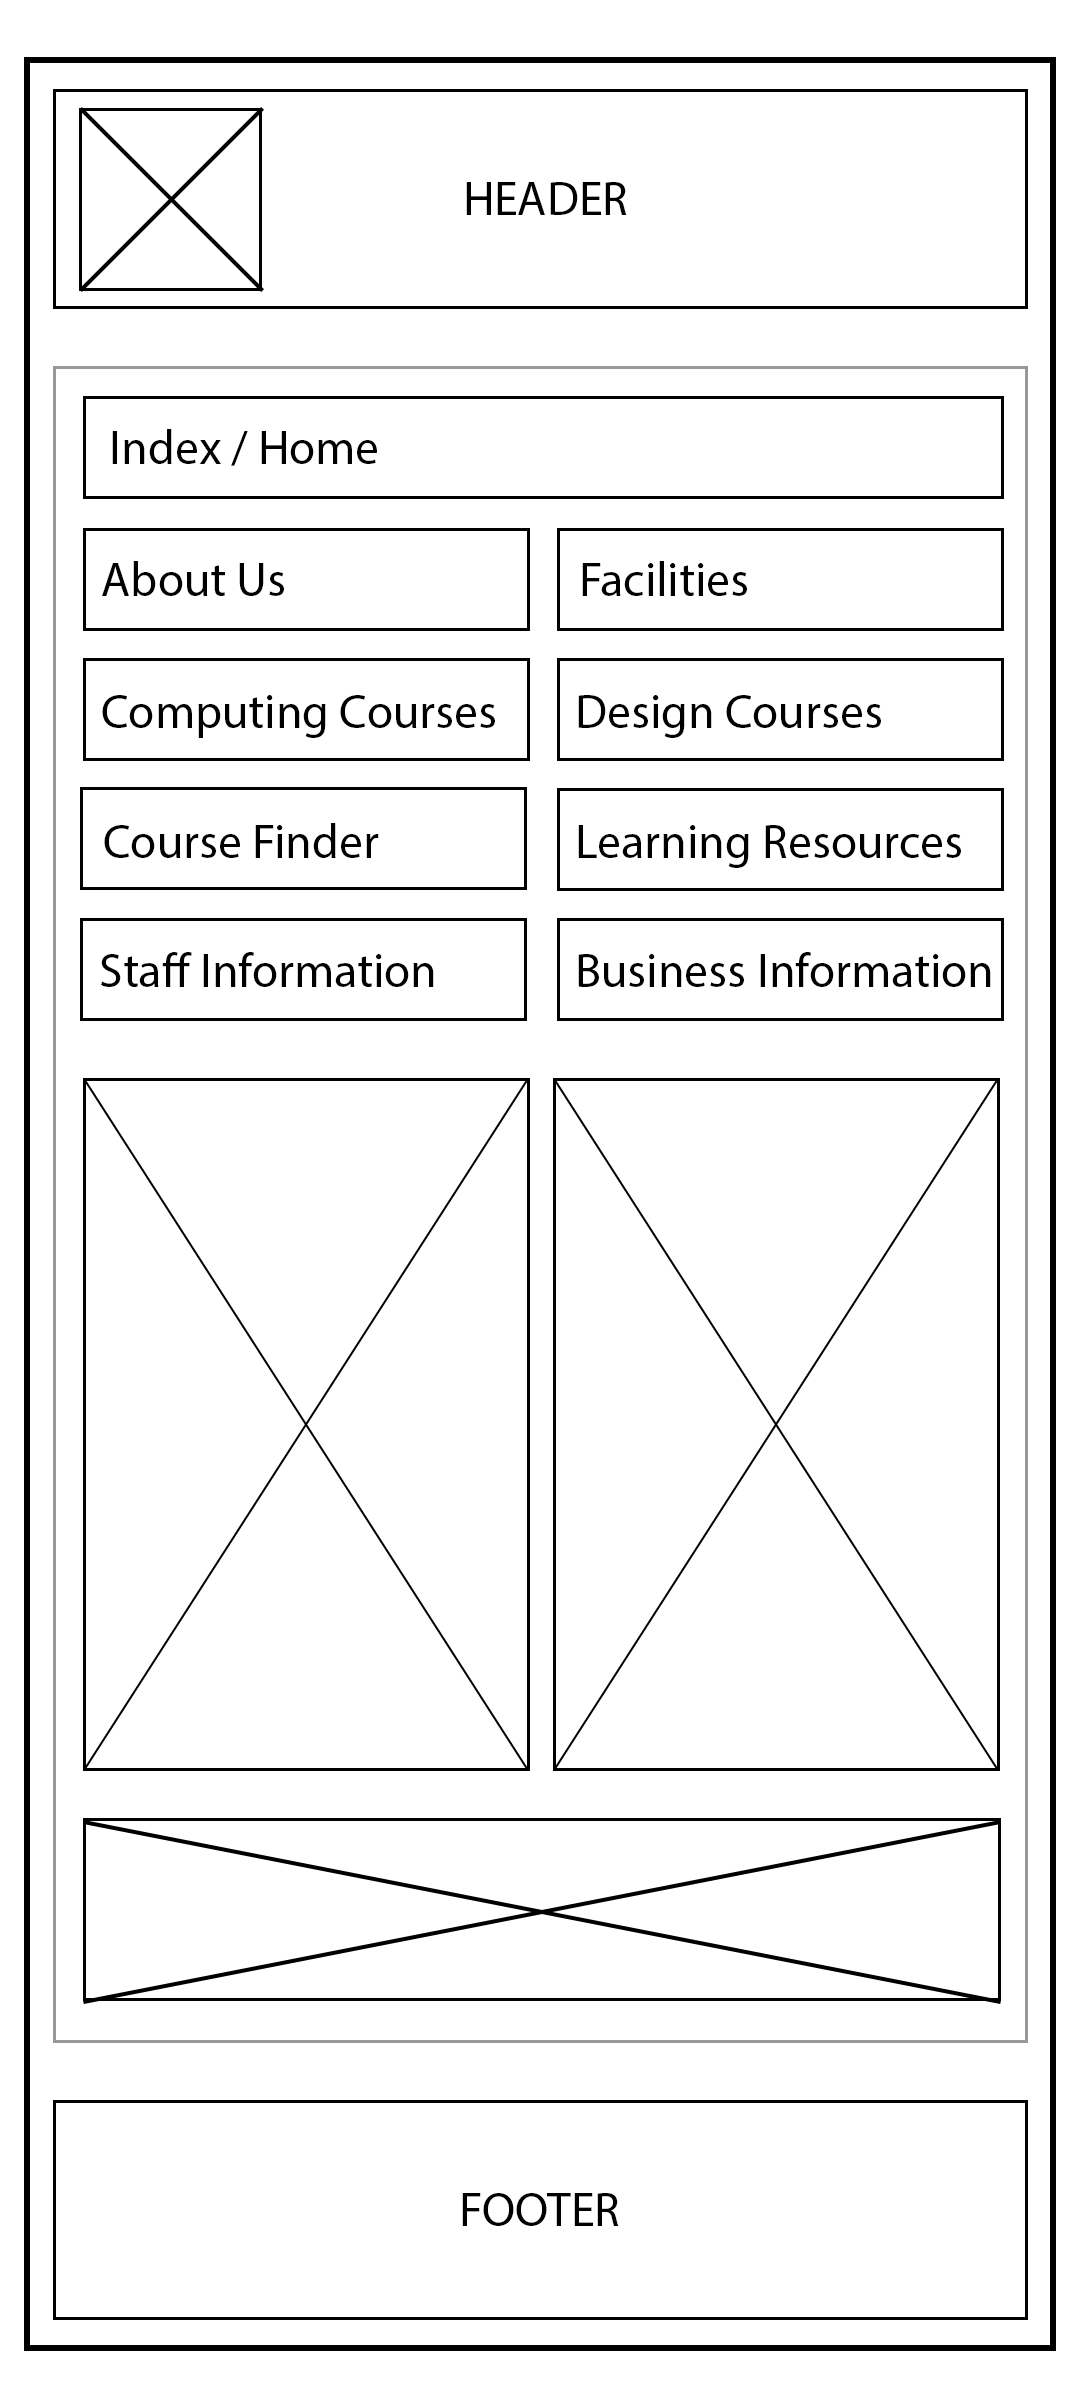 HEADER
Index / Home
About Us
Facilities
Computing Courses
Design Courses
Course Finder
Learning Resources
Staff Information
Business Information
FOOTER